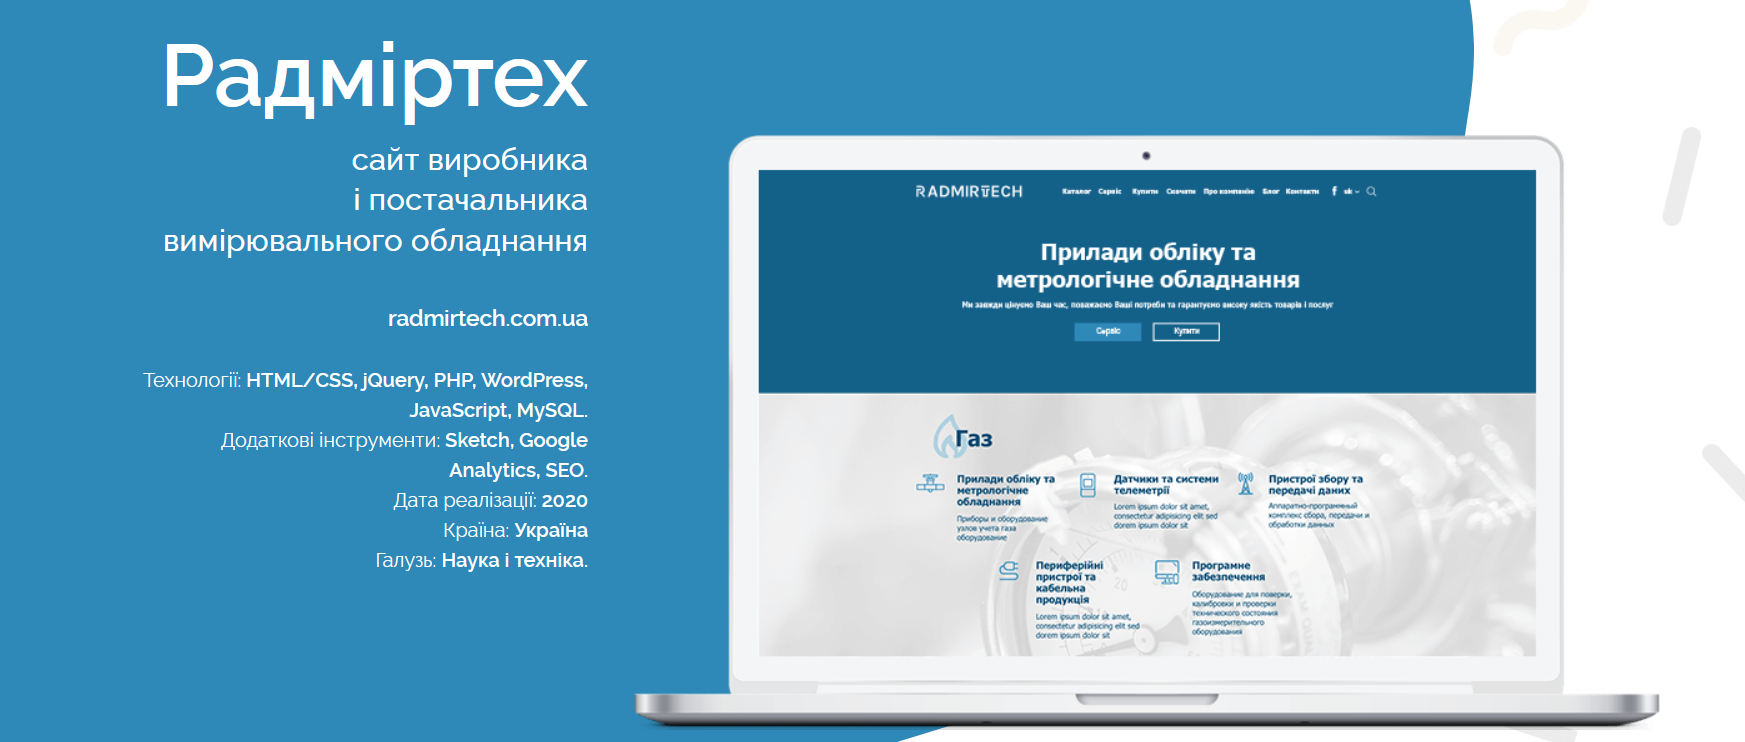 Радміртех
сайт виробника
і постачальника
вимірювального обладнання
radmirtech.com.ua
Технології: HTML/CSS, jQuery, PHP, WordPress,
JavaScript, MySQL.
Додаткові інструменти: Sketch, Google
Analytics, SEO.
Дата реалізації: 2020
Країна: Україна
Галузь: Наука і техніка.
RADMIRTECH
Каталог Сервіс Купити Скачати Про компанію Блог Контакти f uk
Прилади обліку та
метрологічне обладнання
Ми завжди цінуємо Ваш час, поважаємо Ваші потреби та гарантуємо високу якість товарів і послуг
Сервіс Купити
Газ
Прилади обліку та
метрологічне
обладнання
Приборы и оборудование
узлов учета газа
оборудование
Датчики та системи
телеметрії
Lorem ipsum dolor sit amet,
consectetur adipisicing elit sed
dorem ipsum dolor sit
Пристрої збору та
передачі даних
Аппаратно-программный
комплекс сбора, передачи и
обработки данных
Периферійні
пристрої та
кабельна
продукція
Lorem ipsum dolor sit amet,
consectetur adipisicing elit sed
dorem ipsum dolor sit
Програмне
забезпечення
Оборудование для поверки,
калибровки и проверки
технического состояния
газоизмерительного
оборудования
20